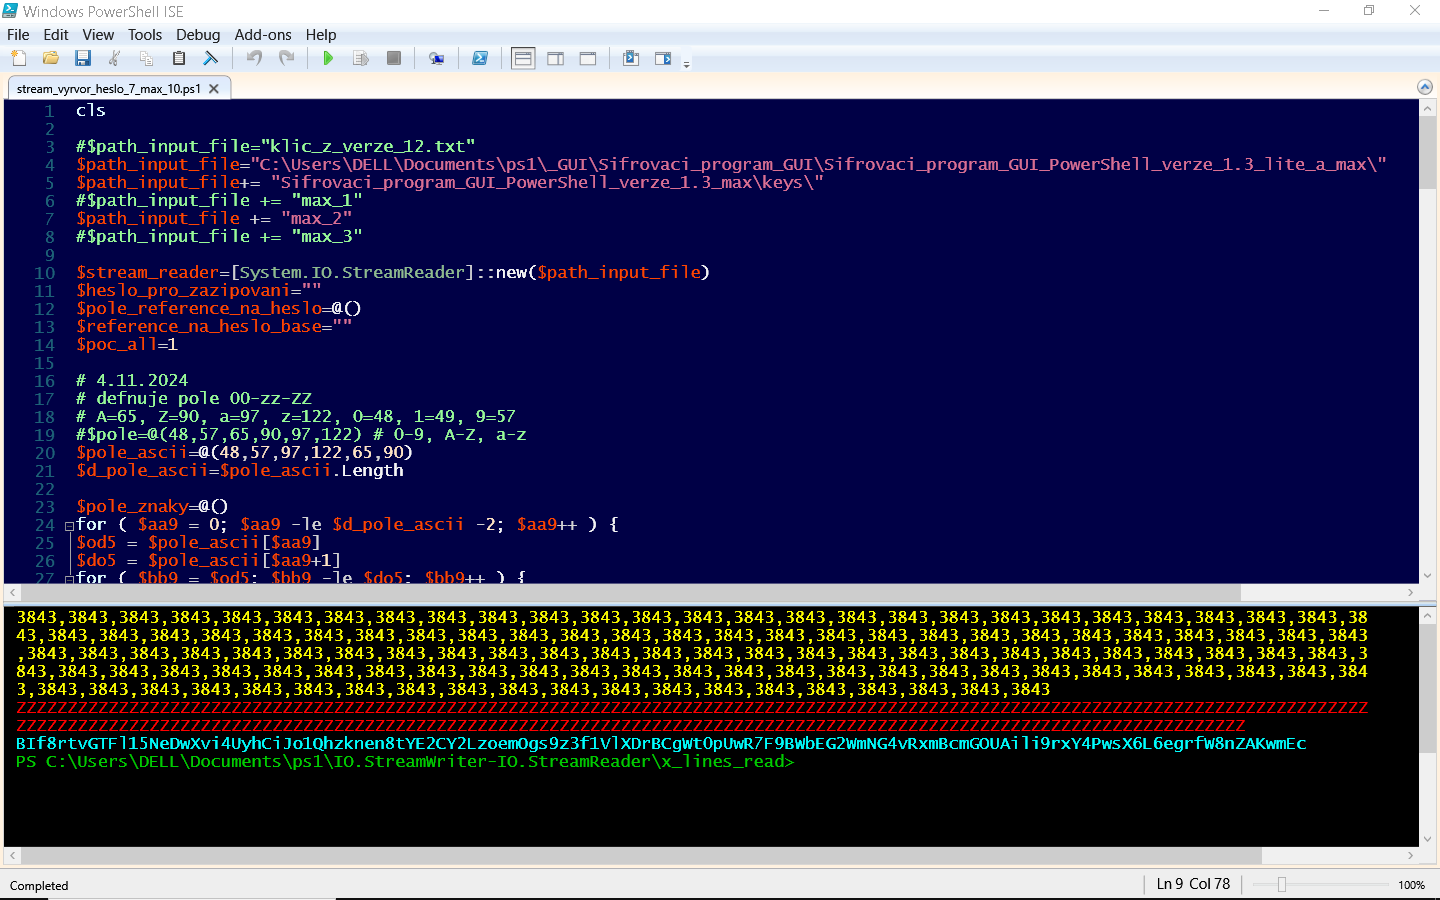 Windows PowerShell ISE
File Edit View Tools Debug Add-ons Help
stream_vyrvor_heslo_7_max_10.ps1
1 cls
2
3 #$path_input_file="klic_z_verze_12.txt"
4 $path_input_file="C:\Users\DELL\Documents\ps1\_GUI\Sifrovaci_program_GUI\Sifrovaci_program_GUI_PowerShell_verze_1.3_lite_a_max\"
5 $path_input_file+= "Sifrovaci_program_GUI_PowerShell_verze_1.3_max\keys\"
6 #$path_input_file += "max_1"
7 $path_input_file += "max_2"
8 #$path_input_file += "max_3"
9
10 $stream_reader=[System.IO.StreamReader]::new($path_input_file)
11 $heslo_pro_zazipovani=""
12 $pole_reference_na_heslo=@()
13 $reference_na_heslo_base=""
14 $poc_all=1
15
16 # 4.11.2024
17 # defnuje pole 00-zz-ZZ
18 # A=65, Z=90, a=97, z=122, 0=48, 1=49, 9=57
19 #$pole=@(48,57,65,90,97,122) # 0-9, A-Z, a-z
20 $pole_ascii=@(48,57,97,122,65,90)
21 $d_pole_ascii=$pole_ascii.Length
22
23 $pole_znaky=@()
24 for ( $aa9 = 0; $aa9 -le $d_pole_ascii -2; $aa9++ ) {
25 $od5 = $pole_ascii[$aa9]
26 $do5 = $pole_ascii[$aa9+1]
27 for ( $bb9 = $od5; $bb9 -le $do5; $bb9++ ) {
3843,3843,3843,3843,3843,3843,3843,3843,3843,3843,3843,3843,3843,3843,3843,3843,3843,3843,3843,3843,3843,3843,3843,3843,3843,3843,38
43,3843,3843,3843,3843,3843,3843,3843,3843,3843,3843,3843,3843,3843,3843,3843,3843,3843,3843,3843,3843,3843,3843,3843,3843,3843,3843
,3843,3843,3843,3843,3843,3843,3843,3843,3843,3843,3843,3843,3843,3843,3843,3843,3843,3843,3843,3843,3843,3843,3843,3843,3843,3843,3
843,3843,3843,3843,3843,3843,3843,3843,3843,3843,3843,3843,3843,3843,3843,3843,3843,3843,3843,3843,3843,3843,3843,3843,3843,3843,384
3,3843,3843,3843,3843,3843,3843,3843,3843,3843,3843,3843,3843,3843,3843,3843,3843,3843,3843,3843,3843
ZZZZZZZZZZZZZZZZZZZZZZZZZZZZZZZZZZZZZZZZZZZZZZZZZZZZZZZZZZZZZZZZZZZZZZZZZZZZZZZZZZZZZZZZZZZZZZZZZZZZZZZZZZZZZZZZZZZZZZZZZZZZZZZZZZZZ
ZZZZZZZZZZZZZZZZZZZZZZZZZZZZZZZZZZZZZZZZZZZZZZZZZZZZZZZZZZZZZZZZZZZZZZZZZZZZZZZZZZZZZZZZZZZZZZZZZZZZZZZZZZZZZZZZZZZZZZZZ
BIf8rtvGTFl15NeDwXvi4UyhCiJo1Qhzknen8tYE2CY2LzoemOgs9z3f1VlXDrBCgWt0pUwR7F9BWbEG2WmNG4vRxmBcmGOUAili9rxY4PwsX6L6egrfW8nZAKwmEc
PS C:\Users\DELL\Documents\ps1\IO.StreamWriter-IO.StreamReader\x_lines_read>
Completed
Ln 9 Col 78
100%